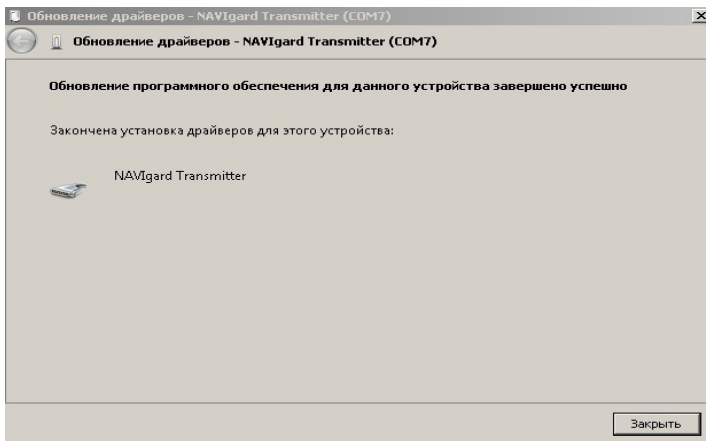 Обновление драйверов - NAVIgard Transmitter (COM7)
Обновление драйверов - NAVIgard Transmitter (COM7)
Обновление программного обеспечения для данного устройства завершено успешно
Закончена установка драйверов для этого устройства:
NAVIgard Transmitter
Закрыть